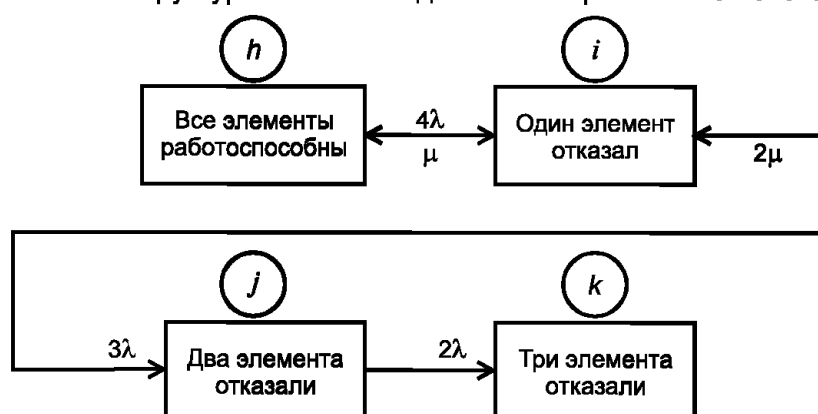 h
i
Все элементы
работоспособны
4λ
μ
Один элемент
отказал
2μ
j
k
3λ
Два элемента
отказали
2λ
Три элемента
отказали